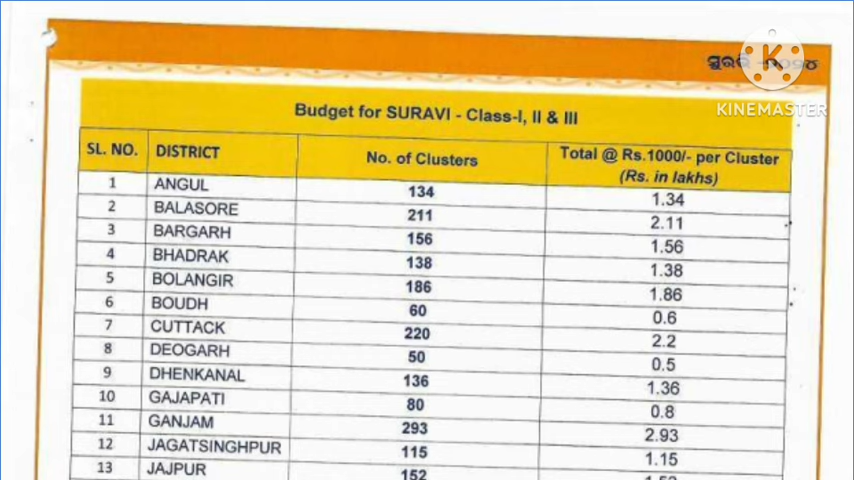 ସୁରଭି -୨୦୨୪
KINEMASTER
Budget for SURAVI - Class-I, II & III
SL. NO. DISTRICT No. of Clusters Total @ Rs.1000/- per Cluster (Rs. in lakhs)
1 ANGUL 134 1.34
2 BALASORE 211 2.11
3 BARGARH 156 1.56
4 BHADRAK 138 1.38
5 BOLANGIR 186 1.86
6 BOUDH 60 0.6
7 CUTTACK 220 2.2
8 DEOGARH 50 0.5
9 DHENKANAL 136 1.36
10 GAJAPATI 80 0.8
11 GANJAM 293 2.93
12 JAGATSINGHPUR 115 1.15
13 JAJPUR 152